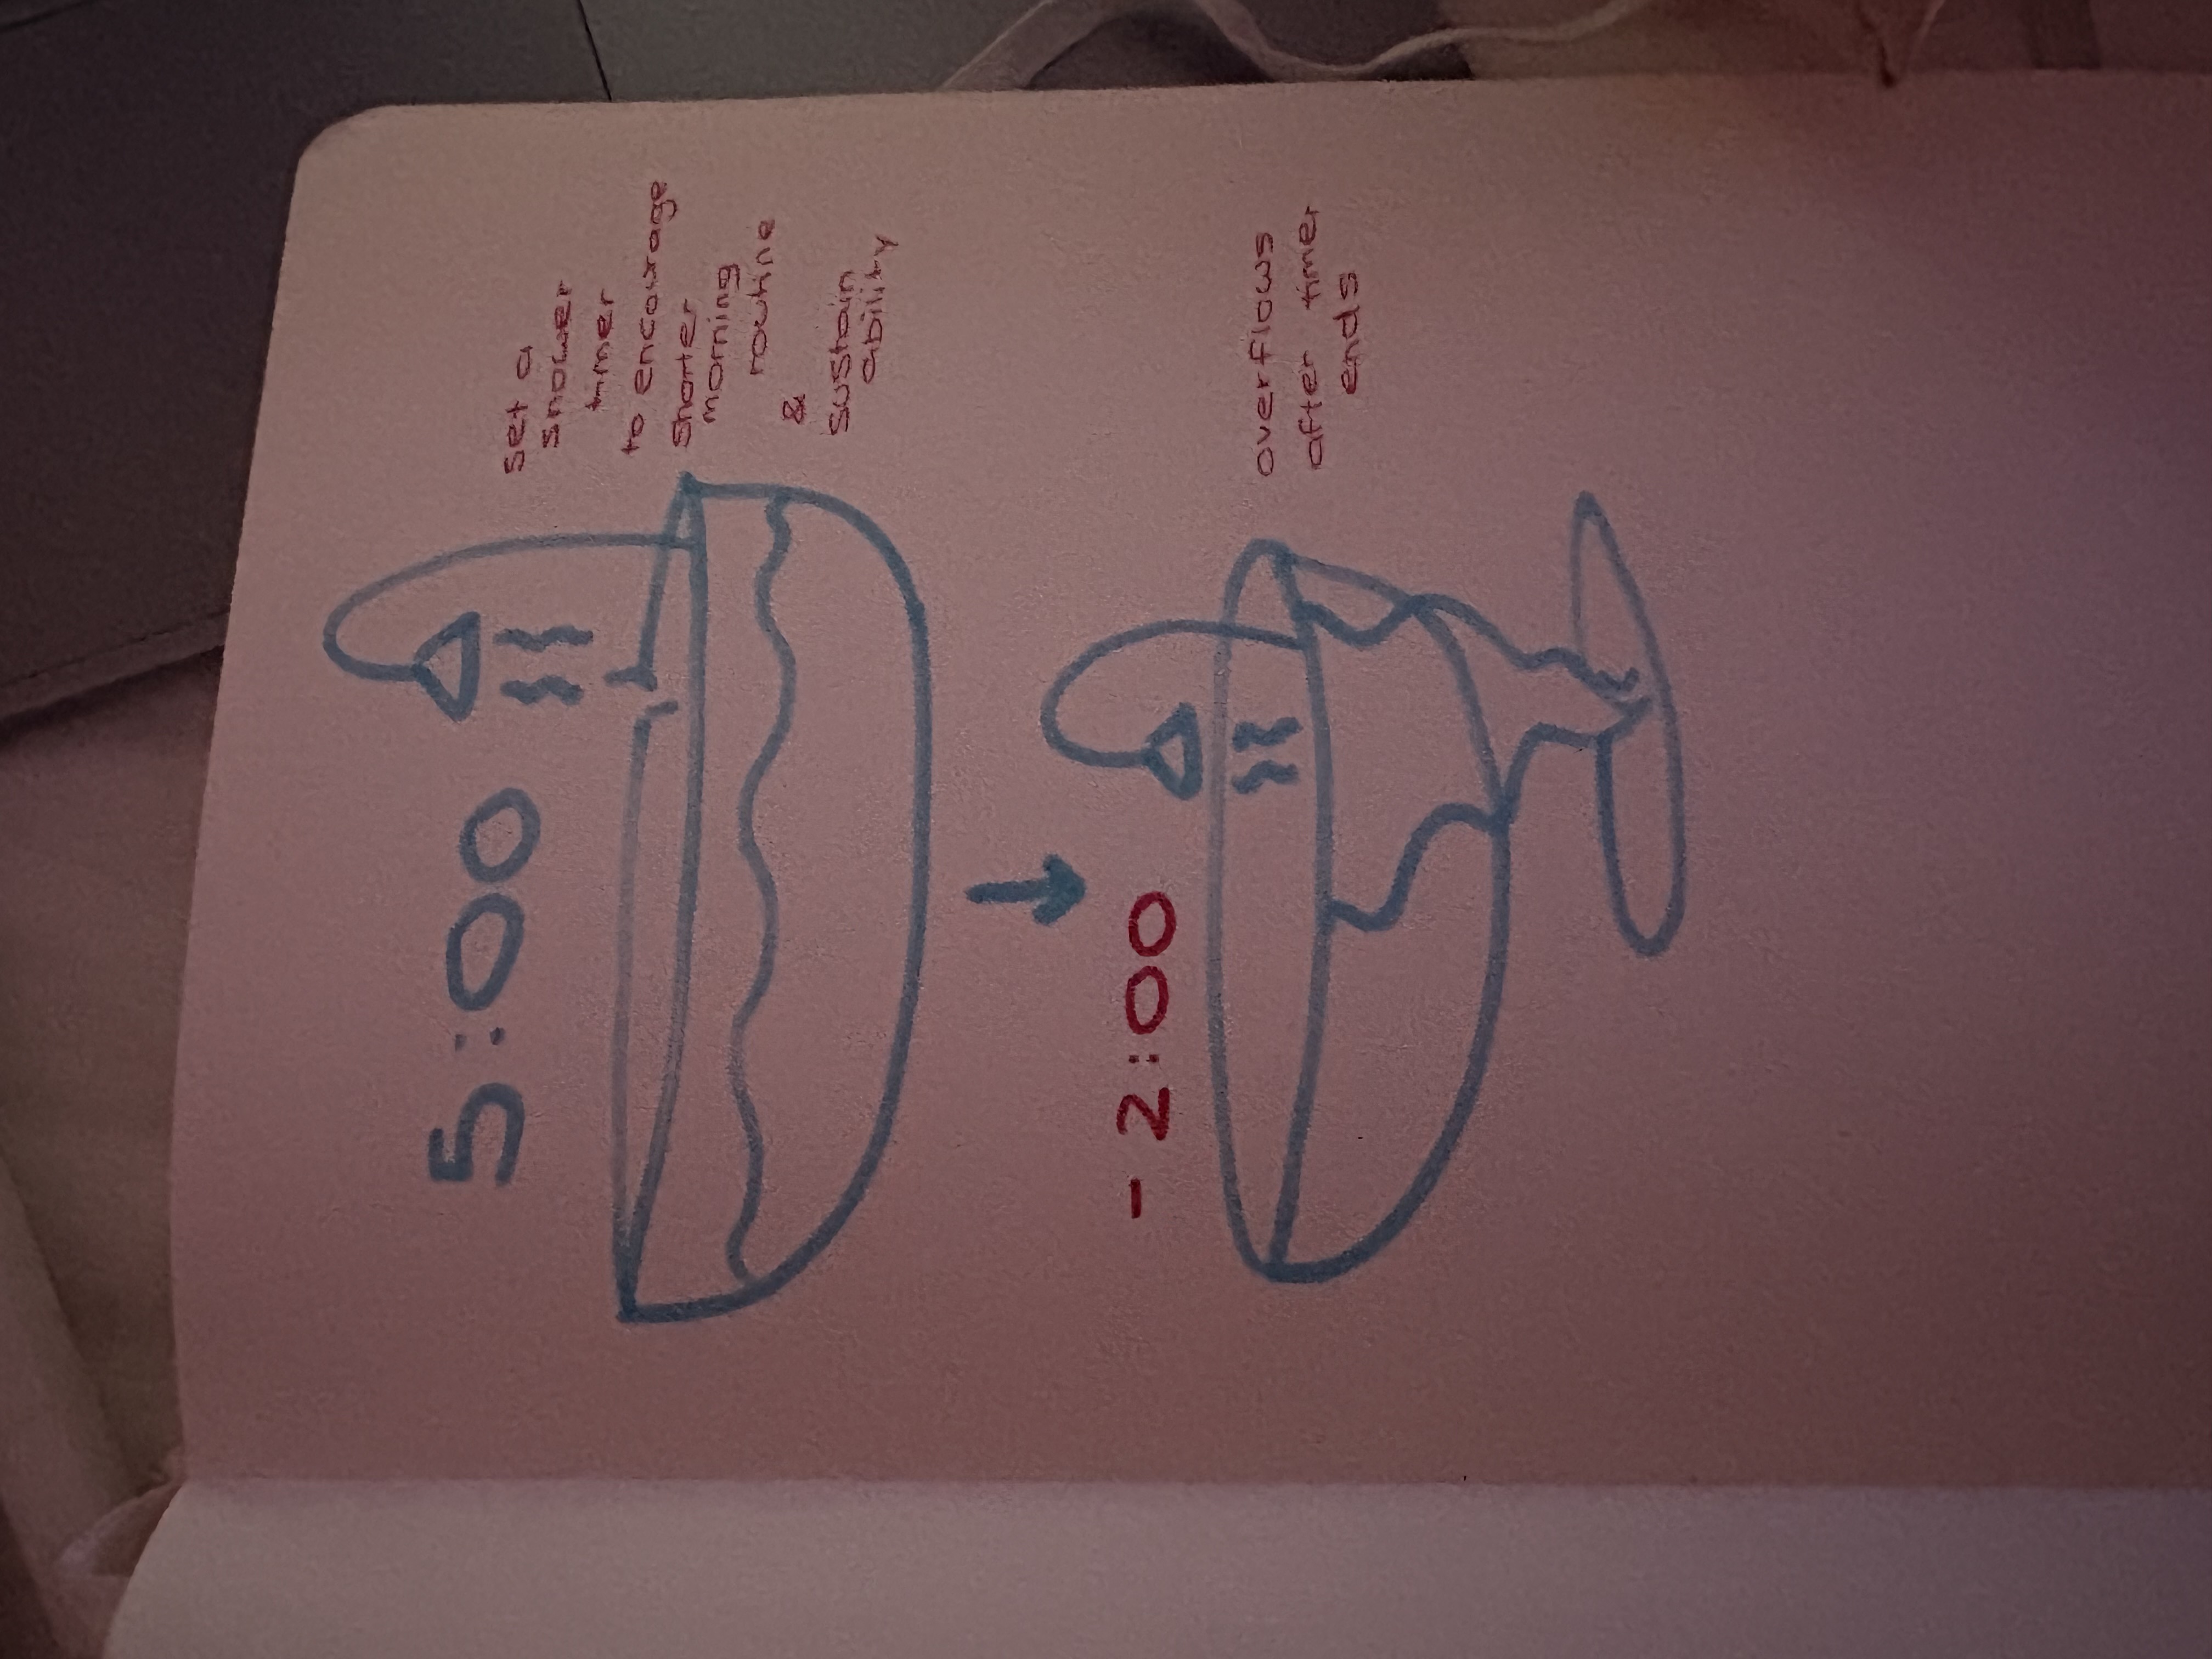 5:00
set a
shower
timer
to encourage
shorter
morning
routine
&
sustain
ability
- 2:00
overflows
after timer
ends